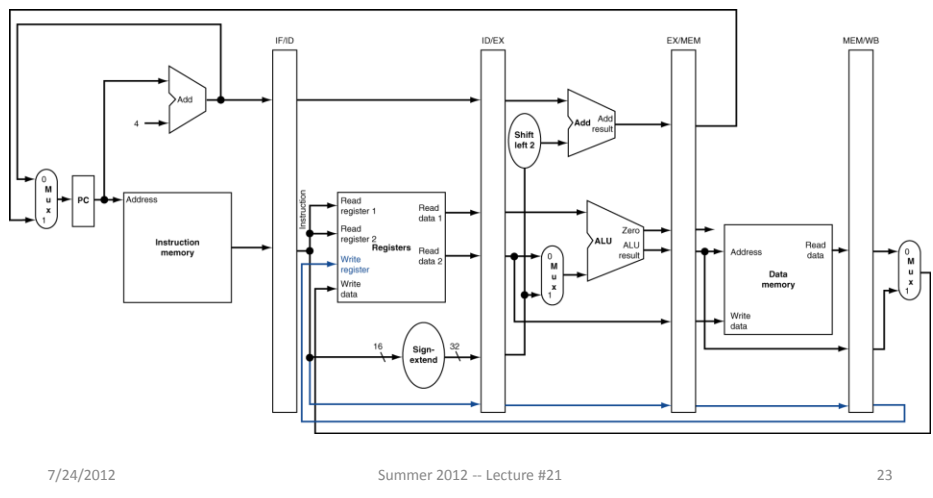 IF/ID
ID/EX
EX/MEM
MEM/WB
Add
4
Add
Add
result
Shift
left 2
0
M
u
x
1
PC
Address
Instruction
memory
Instruction
Read
register 1
Read
register 2
Write
register
Write
data
Registers
Read
data 1
Read
data 2
0
M
u
x
1
Zero
ALU
ALU
result
Address
Read
data
Data
memory
Write
data
0
M
u
x
1
16
Sign-
extend
32
7/24/2012
Summer 2012 -- Lecture #21
23